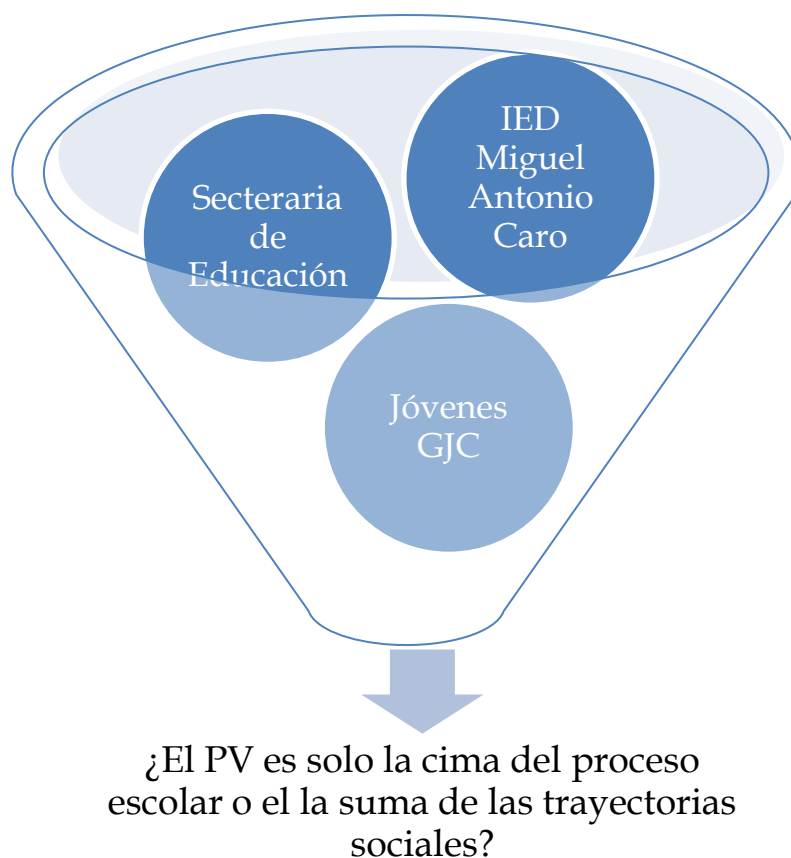 IED
Miguel
Antonio
Caro
Secteraria
de
Educación
Jóvenes
GJC
¿El PV es solo la cima del proceso
escolar o el la suma de las trayectorias
sociales?